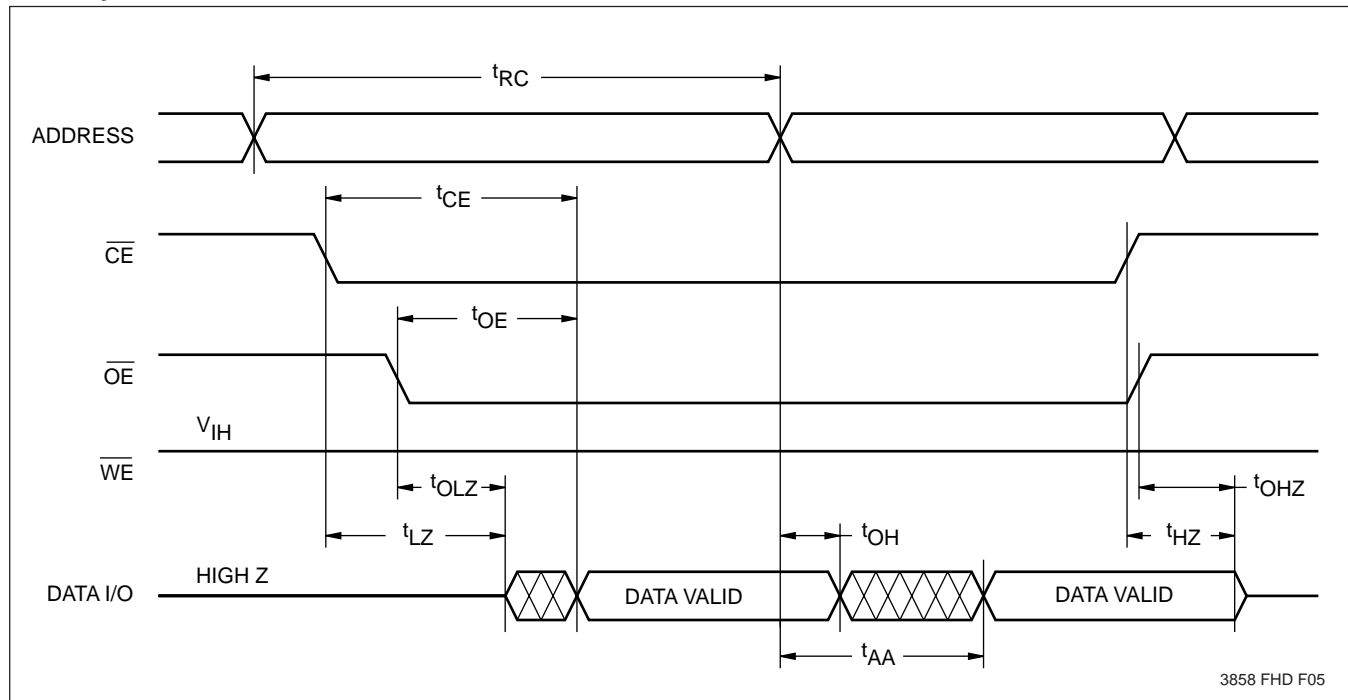 tRC
ADDRESS
tCE
CE
tOE
OE
VIH
WE
tOLZ
tOHZ
tLZ
tOH
tHZ
HIGH Z
DATA I/O
DATA VALID
DATA VALID
tAA
3858 FHD F05